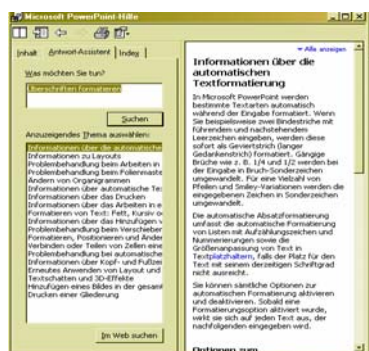 Microsoft PowerPoint-Hilfe
Inhalt Antwort-Assistent Index
Was möchten Sie tun?
Überschriften formatieren
Suchen
Anzuzeigendes Thema auswählen:
Informationen über die automatische
Informationen zu Layouts
Problembehandlung beim Arbeiten in
Problembehandlung beim Folienmaste
Ändern von Organigrammen
Informationen über automatische Te:
Informationen über das Drucken
Informationen über das Arbeiten in e
Formatieren von Text: Fett, Kursiv o
Informationen über das Hinzufügen v
Problembehandlung beim Verschieber
Formatieren, Positionieren und Änder
Verbinden oder Teilen von Zellen eine
Problembehandlung bei automatische
Informationen über Kopf- und Fußzei
Erneutes Anwenden von Layout und
Textschatten und 3D-Effekte
Hinzufügen eines Bildes in der gesamt
Drucken einer Gliederung
Im Web suchen
Alle anzeigen
Informationen über die
automatischen
Textformatierung
In Microsoft PowerPoint werden
bestimmte Textarten automatisch
während der Eingabe formatiert. Wenn
Sie beispielsweise zwei Bindestriche mit
führendem und nachstehendem
Leerzeichen eingeben, werden diese
sofort als Geviertstrich (langer
Gedankenstrich) formatiert. Gängige
Brüche wie z. B. 1/4 und 1/2 werden bei
der Eingabe in Bruch-Sonderzeichen
umgewandelt. Für eine Vielzahl von
Pfeilen und Smiley-Variationen werden die
eingegebenen Zeichen in Sonderzeichen
umgewandelt.
Die automatische Absatzformatierung
umfasst die automatische Formatierung
von Listen mit Aufzählungszeichen und
Nummerierungen sowie die
Größenanpassung von Text in
Textplatzhaltern, falls der Platz für den
Text mit seinem derzeitigen Schriftgrad
nicht ausreicht.
Sie können sämtliche Optionen zur
automatischen Formatierung aktivieren
und deaktivieren. Sobald eine
Formatierungsoption aktiviert wurde,
wirkt sie sich auf jeden Text aus, der
nachfolgenden eingegeben wird.
Optionen zum